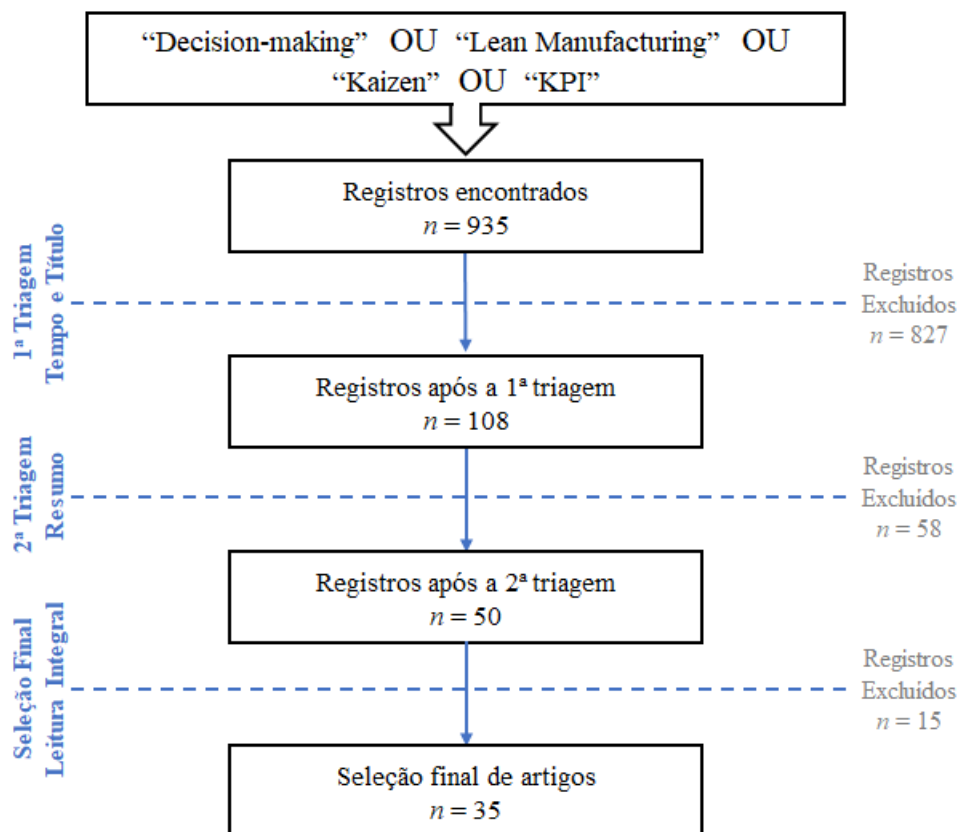 “Decision-making” OU “Lean Manufacturing” OU
“Kaizen” OU “KPI”
Registros encontrados
n = 935
1ª Triagem
Tempo e Título
Registros
Excluídos
n = 827
Registros após a 1ª triagem
n = 108
2ª Triagem
Resumo
Registros
Excluídos
n = 58
Registros após a 2ª triagem
n = 50
Seleção Final
Leitura Integral
Registros
Excluídos
n = 15
Seleção final de artigos
n = 35